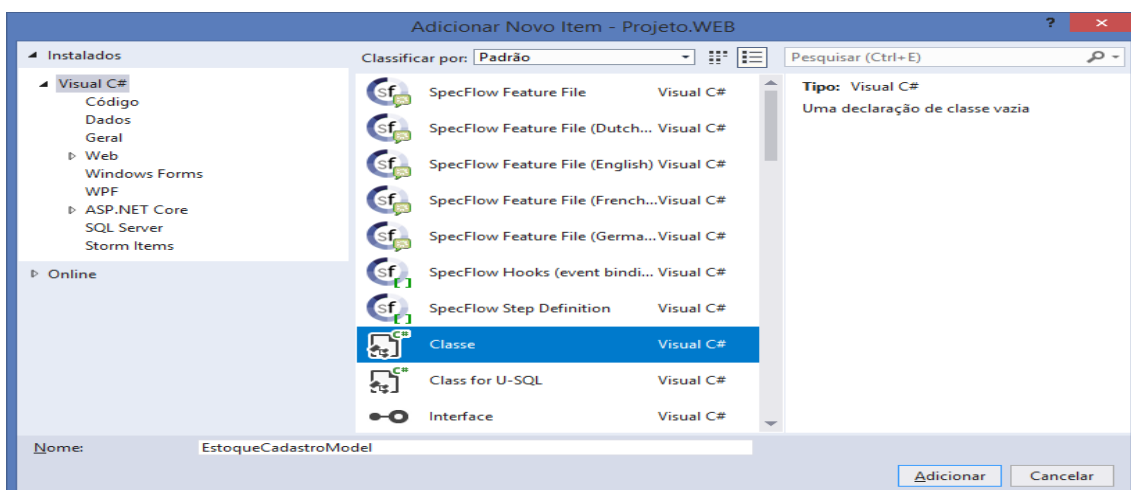 Adicionar Novo Item - Projeto.WEB
?
Instalados
Classificar por: Padrão
Pesquisar (Ctrl+E)
Visual C#
Código
Dados
Geral
Web
Windows Forms
WPF
ASP.NET Core
SQL Server
Storm Items
Online
SpecFlow Feature File Visual C#
SpecFlow Feature File (Dutch... Visual C#
SpecFlow Feature File (English) Visual C#
SpecFlow Feature File (French... Visual C#
SpecFlow Feature File (Germa... Visual C#
SpecFlow Hooks (event bindi... Visual C#
SpecFlow Step Definition Visual C#
Classe Visual C#
Class for U-SQL Visual C#
Interface Visual C#
Tipo: Visual C#
Uma declaração de classe vazia
Nome: EstoqueCadastroModel
Adicionar Cancelar